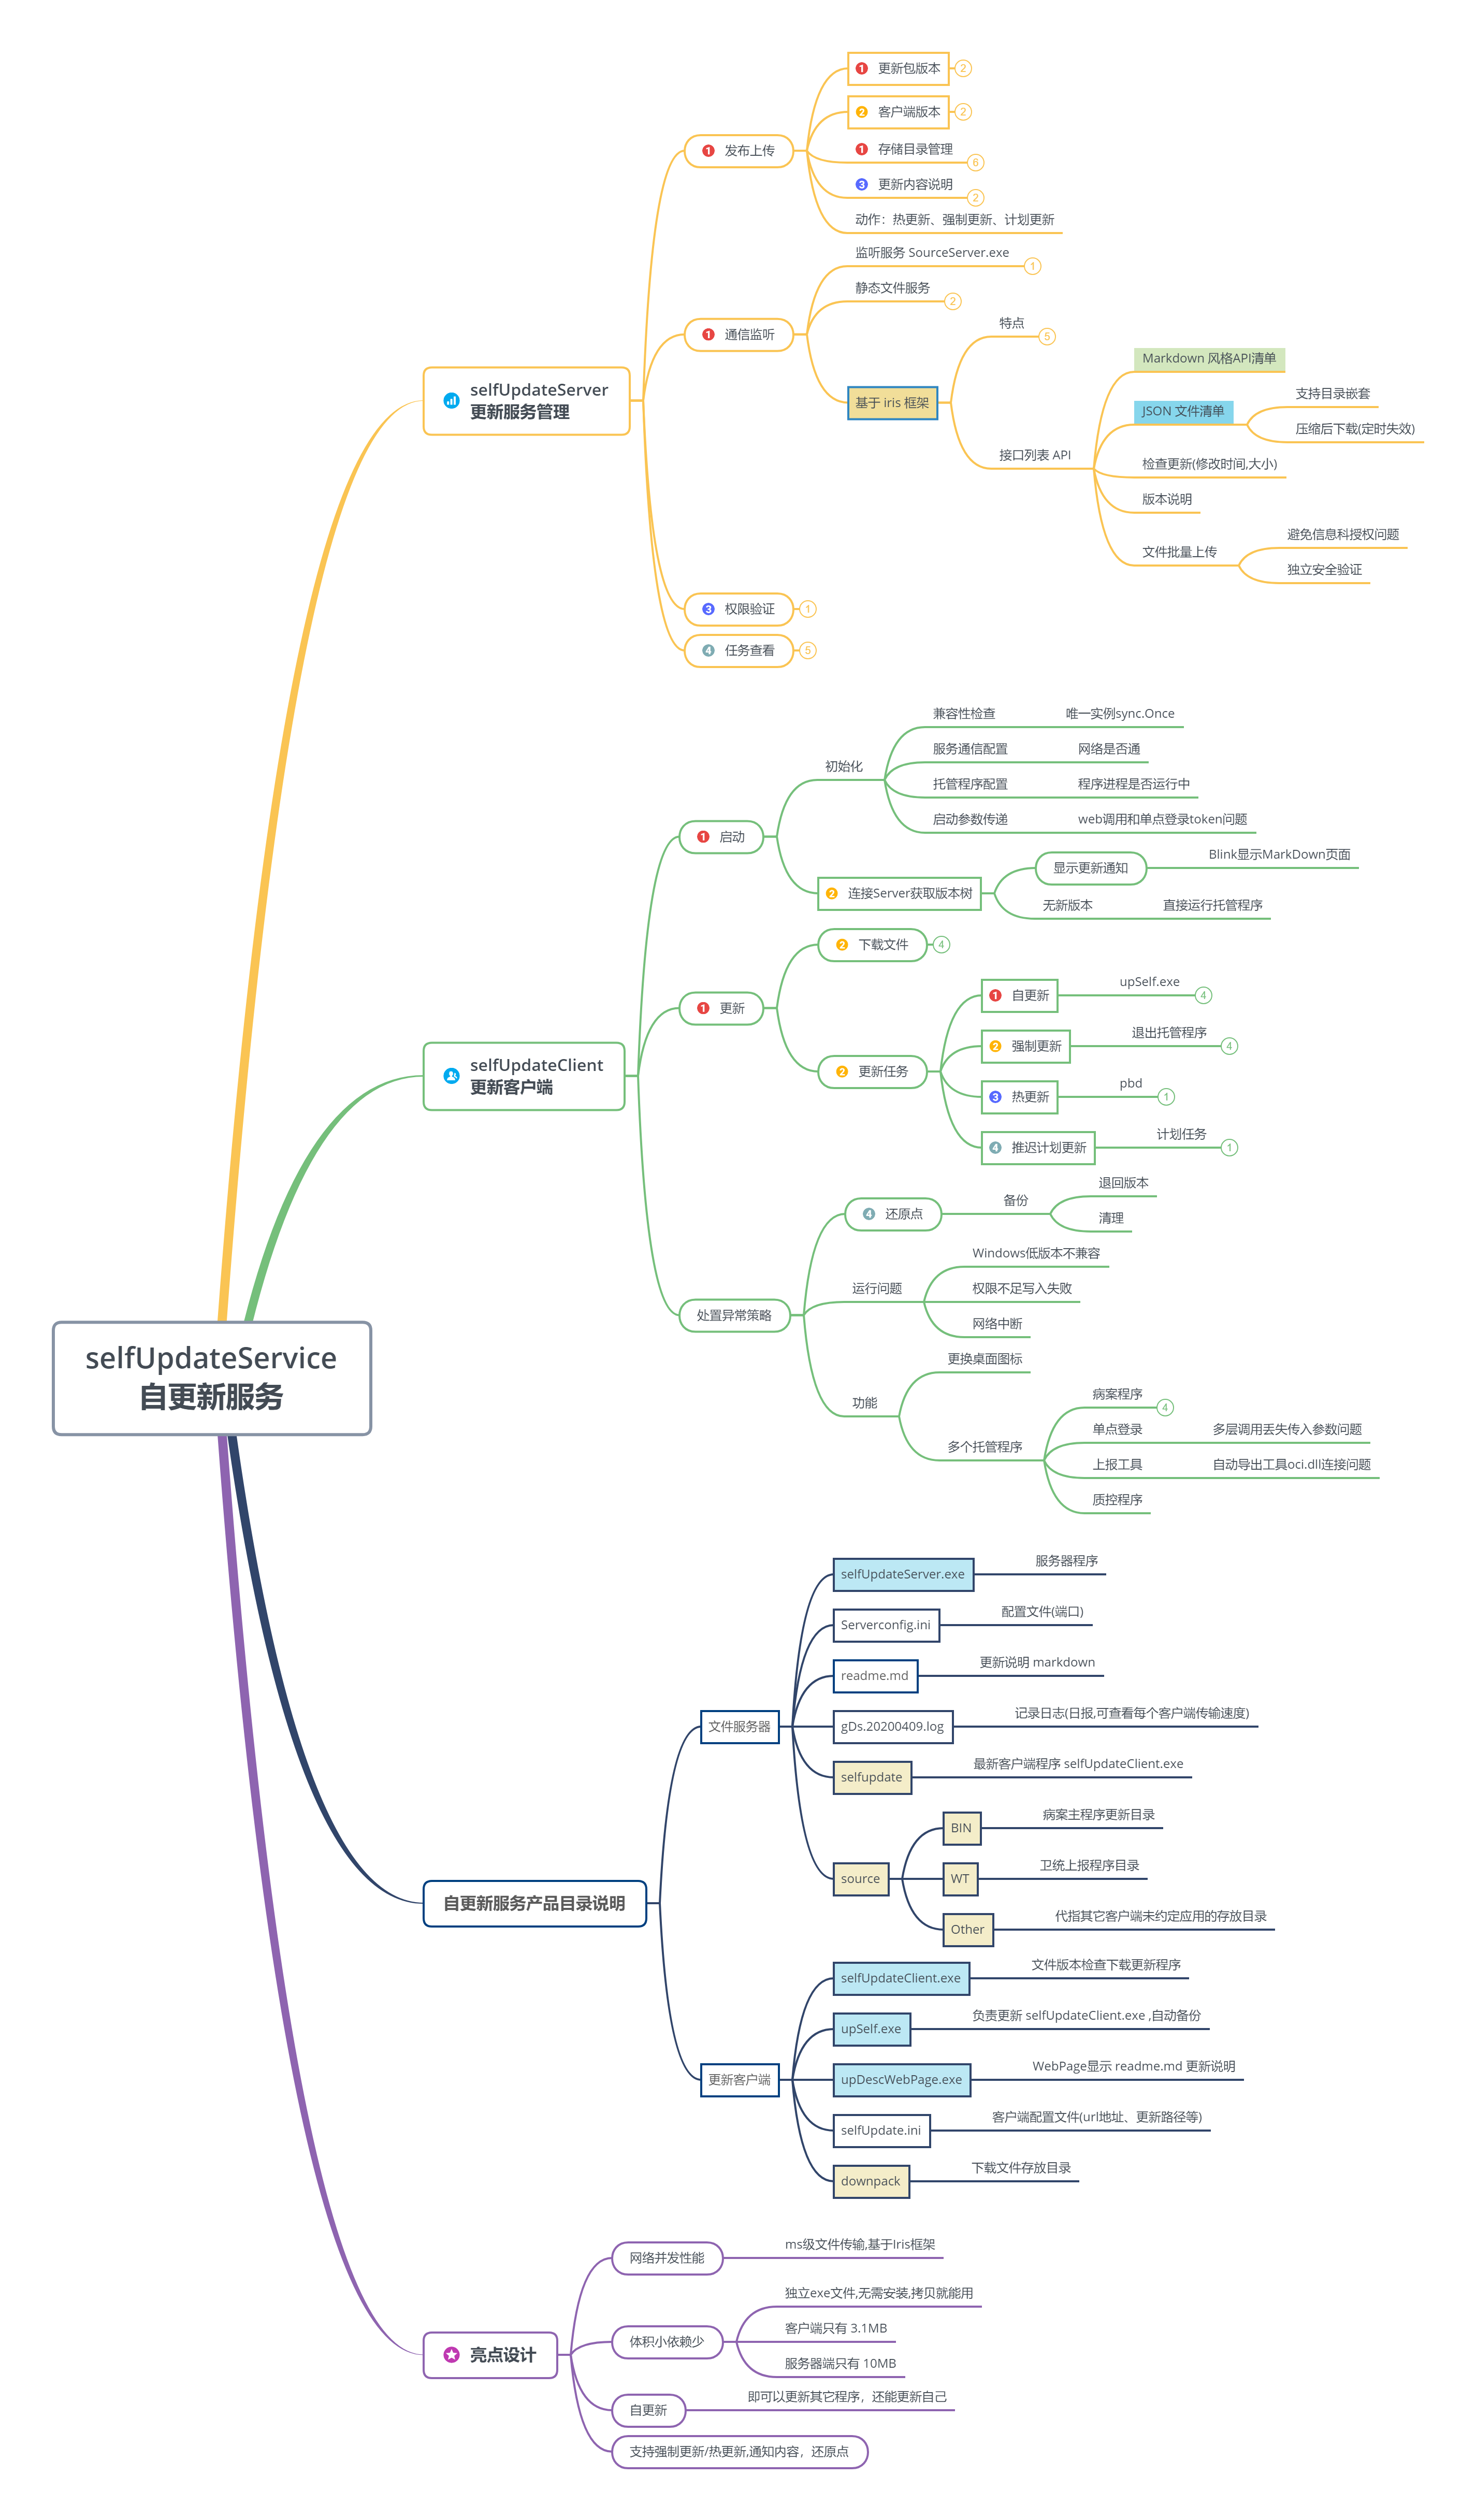 selfUpdateService
自更新服务
selfUpdateServer
更新服务管理
1 发布上传
1 更新包版本 2
2 客户端版本 2
1 存储目录管理 6
3 更新内容说明 2
动作：热更新、强制更新、计划更新
1 通信监听
监听服务 SourceServer.exe 1
静态文件服务 2
基于 iris 框架
特点 5
接口列表 API
Markdown 风格API清单
JSON 文件清单
支持目录嵌套
压缩后下载(定时失效)
检查更新(修改时间,大小)
版本说明
文件批量上传
避免信息科授权问题
独立安全验证
3 权限验证 1
4 任务查看 5
selfUpdateClient
更新客户端
1 启动
初始化
兼容性检查 唯一实例sync.Once
服务通信配置 网络是否通
托管程序配置 程序进程是否运行中
启动参数传递 web调用和单点登录token问题
2 连接Server获取版本树
显示更新通知 Blink显示MarkDown页面
无新版本 直接运行托管程序
1 更新
2 下载文件 4
2 更新任务
1 自更新 upSelf.exe 4
2 强制更新 退出托管程序 4
3 热更新 pbd 1
4 推迟计划更新 计划任务 1
处置异常策略
4 还原点 备份
退回版本
清理
运行问题
Windows低版本不兼容
权限不足写入失败
网络中断
功能
更换桌面图标
多个托管程序
病案程序 4
单点登录 多层调用丢失传入参数问题
上报工具 自动导出工具oci.dll连接问题
质控程序
自更新服务产品目录说明
文件服务器
selfUpdateServer.exe 服务器程序
Serverconfig.ini 配置文件(端口)
readme.md 更新说明 markdown
gDs.20200409.log 记录日志(日报,可查看每个客户端传输速度)
selfupdate 最新客户端程序 selfUpdateClient.exe
source
BIN 病案主程序更新目录
WT 卫统上报程序目录
Other 代指其它客户端未约定应用的存放目录
更新客户端
selfUpdateClient.exe 文件版本检查下载更新程序
upSelf.exe 负责更新 selfUpdateClient.exe ,自动备份
upDescWebPage.exe WebPage显示 readme.md 更新说明
selfUpdate.ini 客户端配置文件(url地址、更新路径等)
downpack 下载文件存放目录
亮点设计
网络并发性能 ms级文件传输,基于Iris框架
体积小依赖少
独立exe文件,无需安装,拷贝就能用
客户端只有 3.1MB
服务器端只有 10MB
自更新 即可以更新其它程序，还能更新自己
支持强制更新/热更新,通知内容，还原点